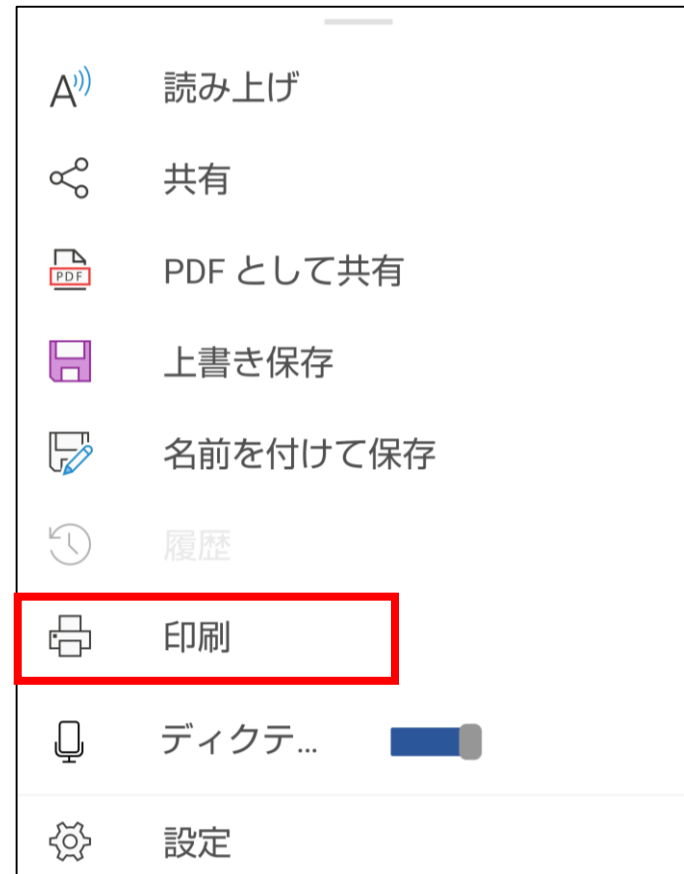 読み上げ
共有
PDF
PDF として共有
上書き保存
名前を付けて保存
履歴
印刷
ディクテ...
設定